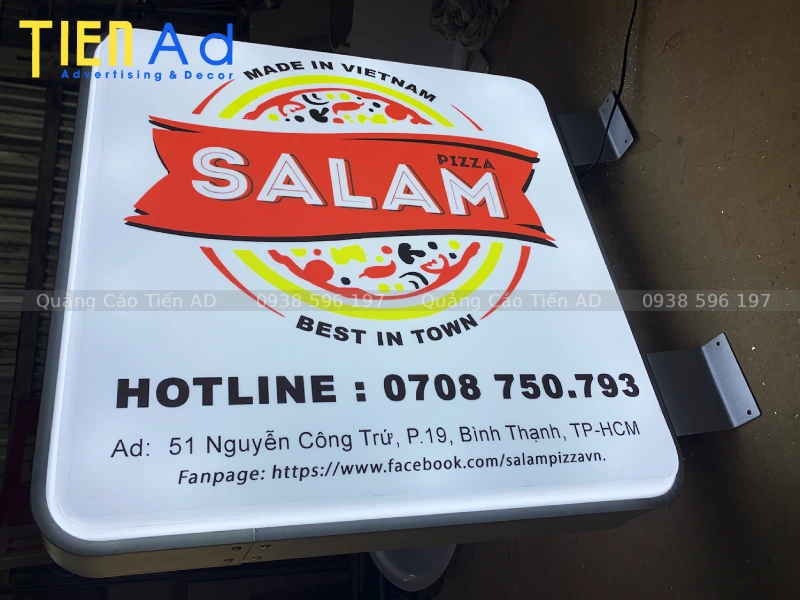 TIEN Ad
Advertising & Decor
MADE IN VIETNAM
PIZZA
SALAM
Quảng Cáo Tiến AD 0938 596 197 Quảng Cáo Tiến AD 0938 596 197
BEST IN TOWN
HOTLINE : 0708 750.793
Ad: 51 Nguyễn Công Trứ, P.19, Bình Thạnh, TP-HCM
Fanpage: https://www.facebook.com/salampizzavn.